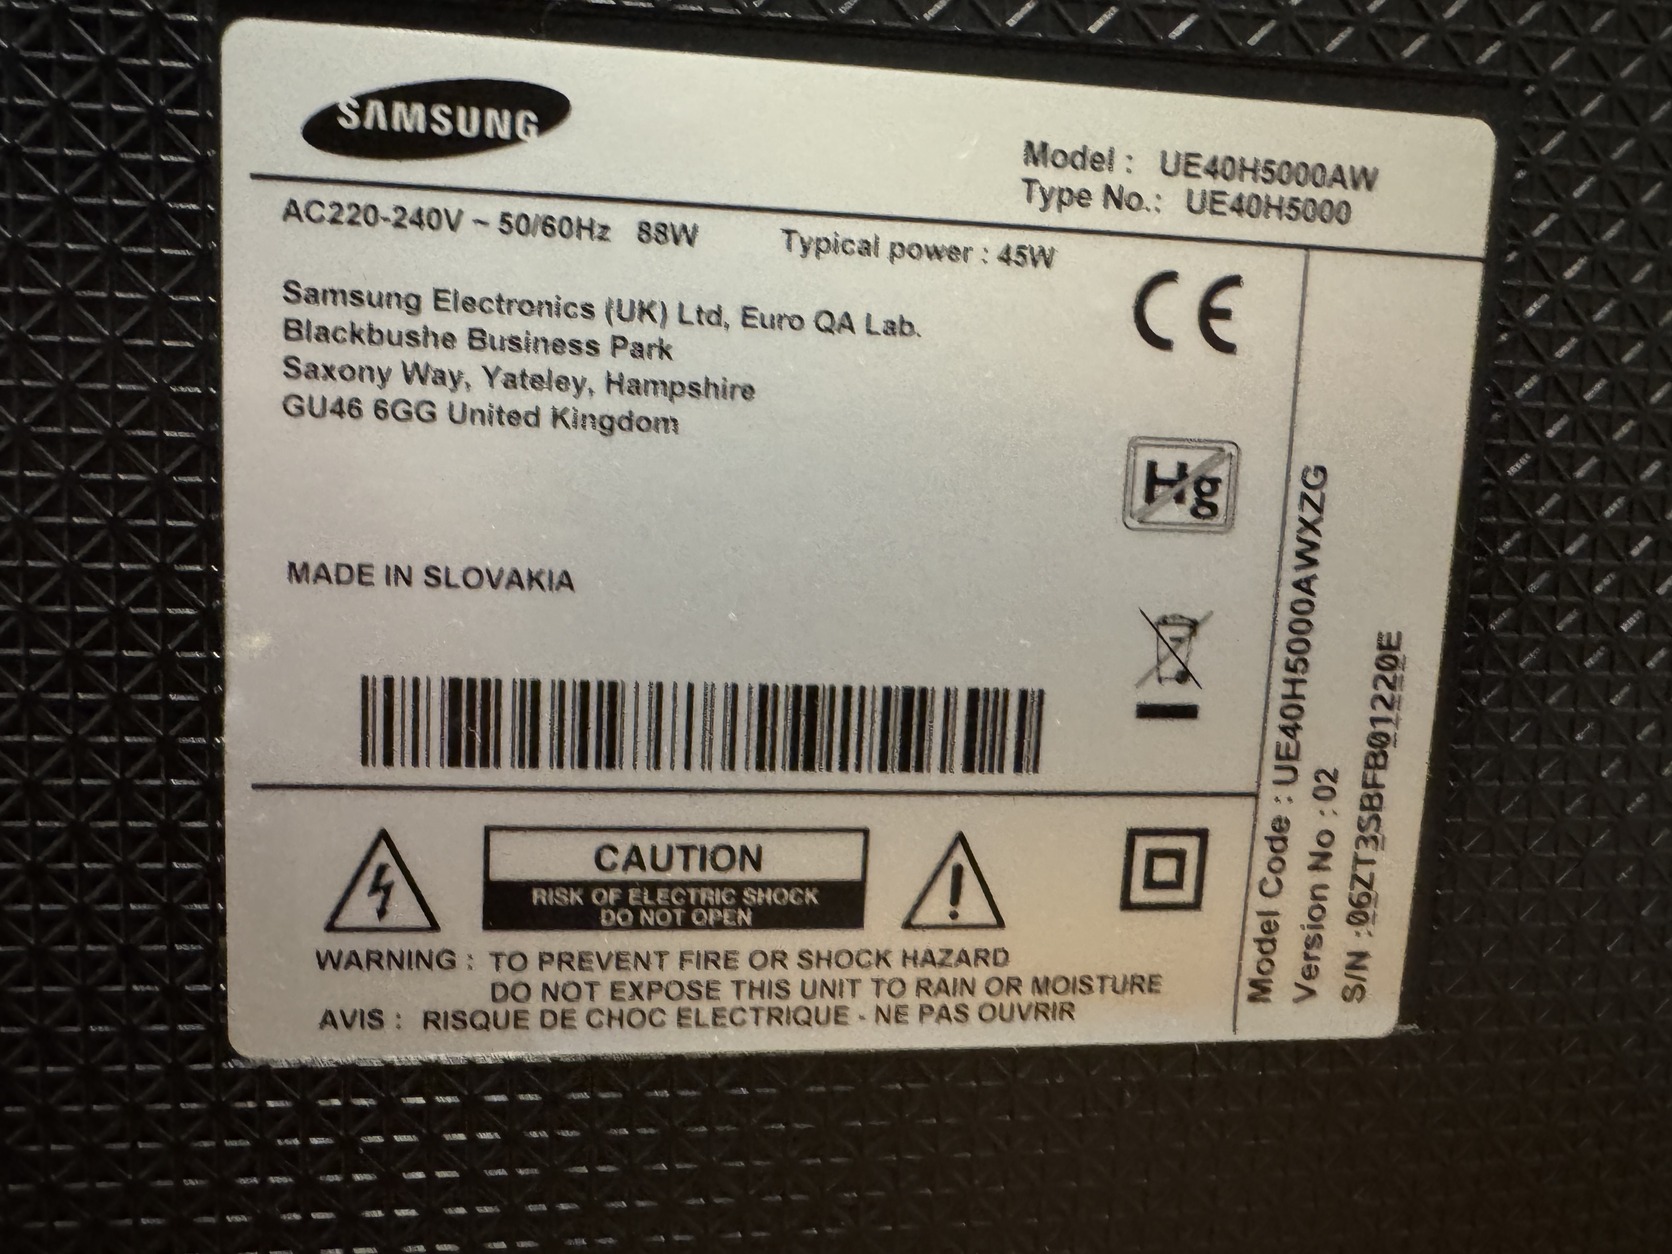 SAMSUNG
Model : UE40H5000AW
Type No.: UE40H5000
AC220-240V ~ 50/60Hz 88W Typical power : 45W
Samsung Electronics (UK) Ltd, Euro QA Lab.
Blackbushe Business Park
Saxony Way, Yateley, Hampshire
GU46 6GG United Kingdom
CE
Hg
MADE IN SLOVAKIA
CAUTION
RISK OF ELECTRIC SHOCK
DO NOT OPEN
WARNING : TO PREVENT FIRE OR SHOCK HAZARD
DO NOT EXPOSE THIS UNIT TO RAIN OR MOISTURE
AVIS : RISQUE DE CHOC ELECTRIQUE - NE PAS OUVRIR
Model Code : UE40H5000AWXZG
Version No : 02
S/N : 06ZT3SBFB01220E